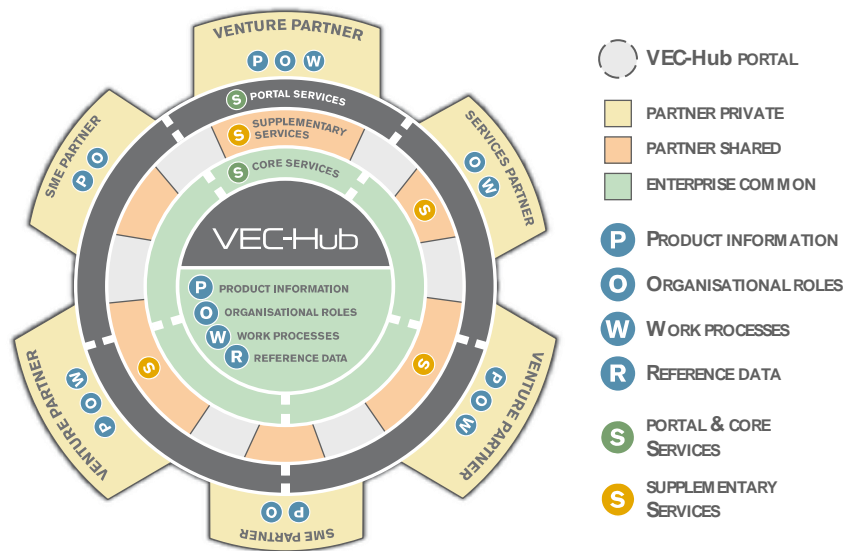 VENTURE PARTNER
P O W
S PORTAL SERVICES
S SUPPLEMENTARY
SERVICES
S CORE SERVICES
VEC-Hub
P PRODUCT INFORMATION
O ORGANISATIONAL ROLES
W WORK PROCESSES
R REFERENCE DATA
SME PARTNER
P O
SERVICES PARTNER
O W
S
S
S
VENTURE PARTNER
P O W
VENTURE PARTNER
P O W
SME PARTNER
P O
VEC-Hub PORTAL
PARTNER PRIVATE
PARTNER SHARED
ENTERPRISE COMMON
P PRODUCT INFORMATION
O ORGANISATIONAL ROLES
W WORK PROCESSES
R REFERENCE DATA
S PORTAL & CORE
SERVICES
S SUPPLEMENTARY
SERVICES